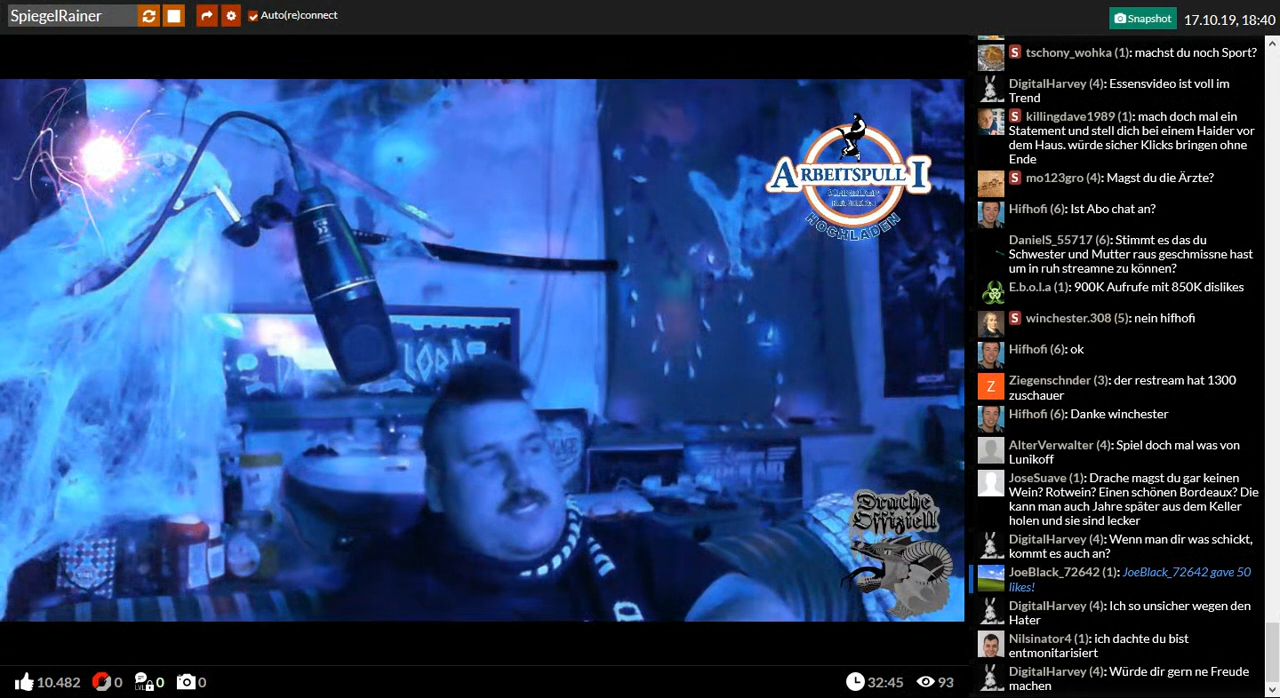 SpiegelRainer
Auto(re)connect
Snapshot
17.10.19, 18:40
ARBEITSPULLI
HOCHLADEN
Drache
Offiziell
S tschony_wohka (1): machst du noch Sport?
DigitalHarvey (4): Essensvideo ist voll im
Trend
S killingdave1989 (1): mach doch mal ein
Statement und stell dich bei einem Haider vor
dem Haus. würde sicher Klicks bringen ohne
Ende
S mo123gro (4): Magst du die Ärzte?
Hifhofi (6): Ist Abo chat an?
DanielS_55717 (6): Stimmt es das du
Schwester und Mutter raus geschmissne hast
um in ruh streamne zu können?
E.b.o.l.a (1): 900K Aufrufe mit 850K dislikes
S winchester.308 (5): nein hifhofi
Hifhofi (6): ok
Z
Ziegenschnder (3): der restream hat 1300
zuschauer
Hifhofi (6): Danke winchester
AlterVerwalter (4): Spiel doch mal was von
Lunikoff
JoseSuave (1): Drache magst du gar keinen
Wein? Rotwein? Einen schönen Bordeaux? Die
kann man auch Jahre später aus dem Keller
holen und sie sind lecker
DigitalHarvey (4): Wenn man dir was schickt,
kommt es auch an?
JoeBlack_72642 (1): JoeBlack_72642 gave 50
likes!
DigitalHarvey (4): Ich so unsicher wegen den
Hater
Nilsinator4 (1): ich dachte du bist
entmonitarisiert
DigitalHarvey (4): Würde dir gern ne Freude
machen
10.482
0
LVL
0
0
32:45
93